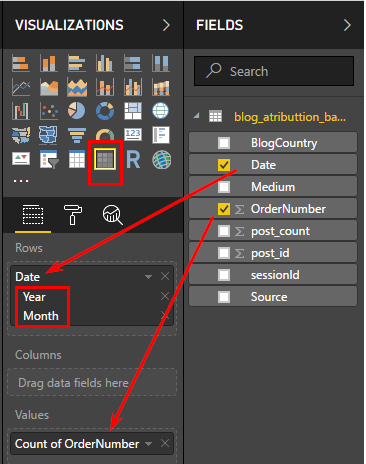 VISUALIZATIONS
FIELDS
Search
blog_atributtion_ba...
BlogCountry
Date
Medium
OrderNumber
post_count
post_id
sessionId
Source
123
R
...
Rows
Date
Year
Month
Columns
Drag data fields here
Values
Count of OrderNumber